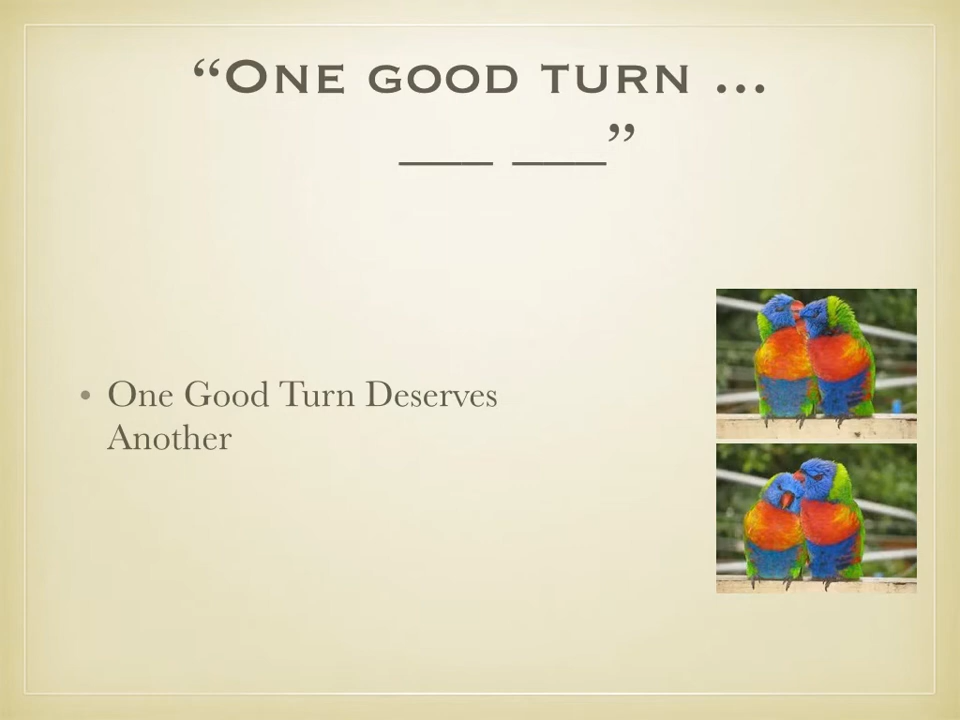 “One good turn ...
___ ___”
• One Good Turn Deserves
Another